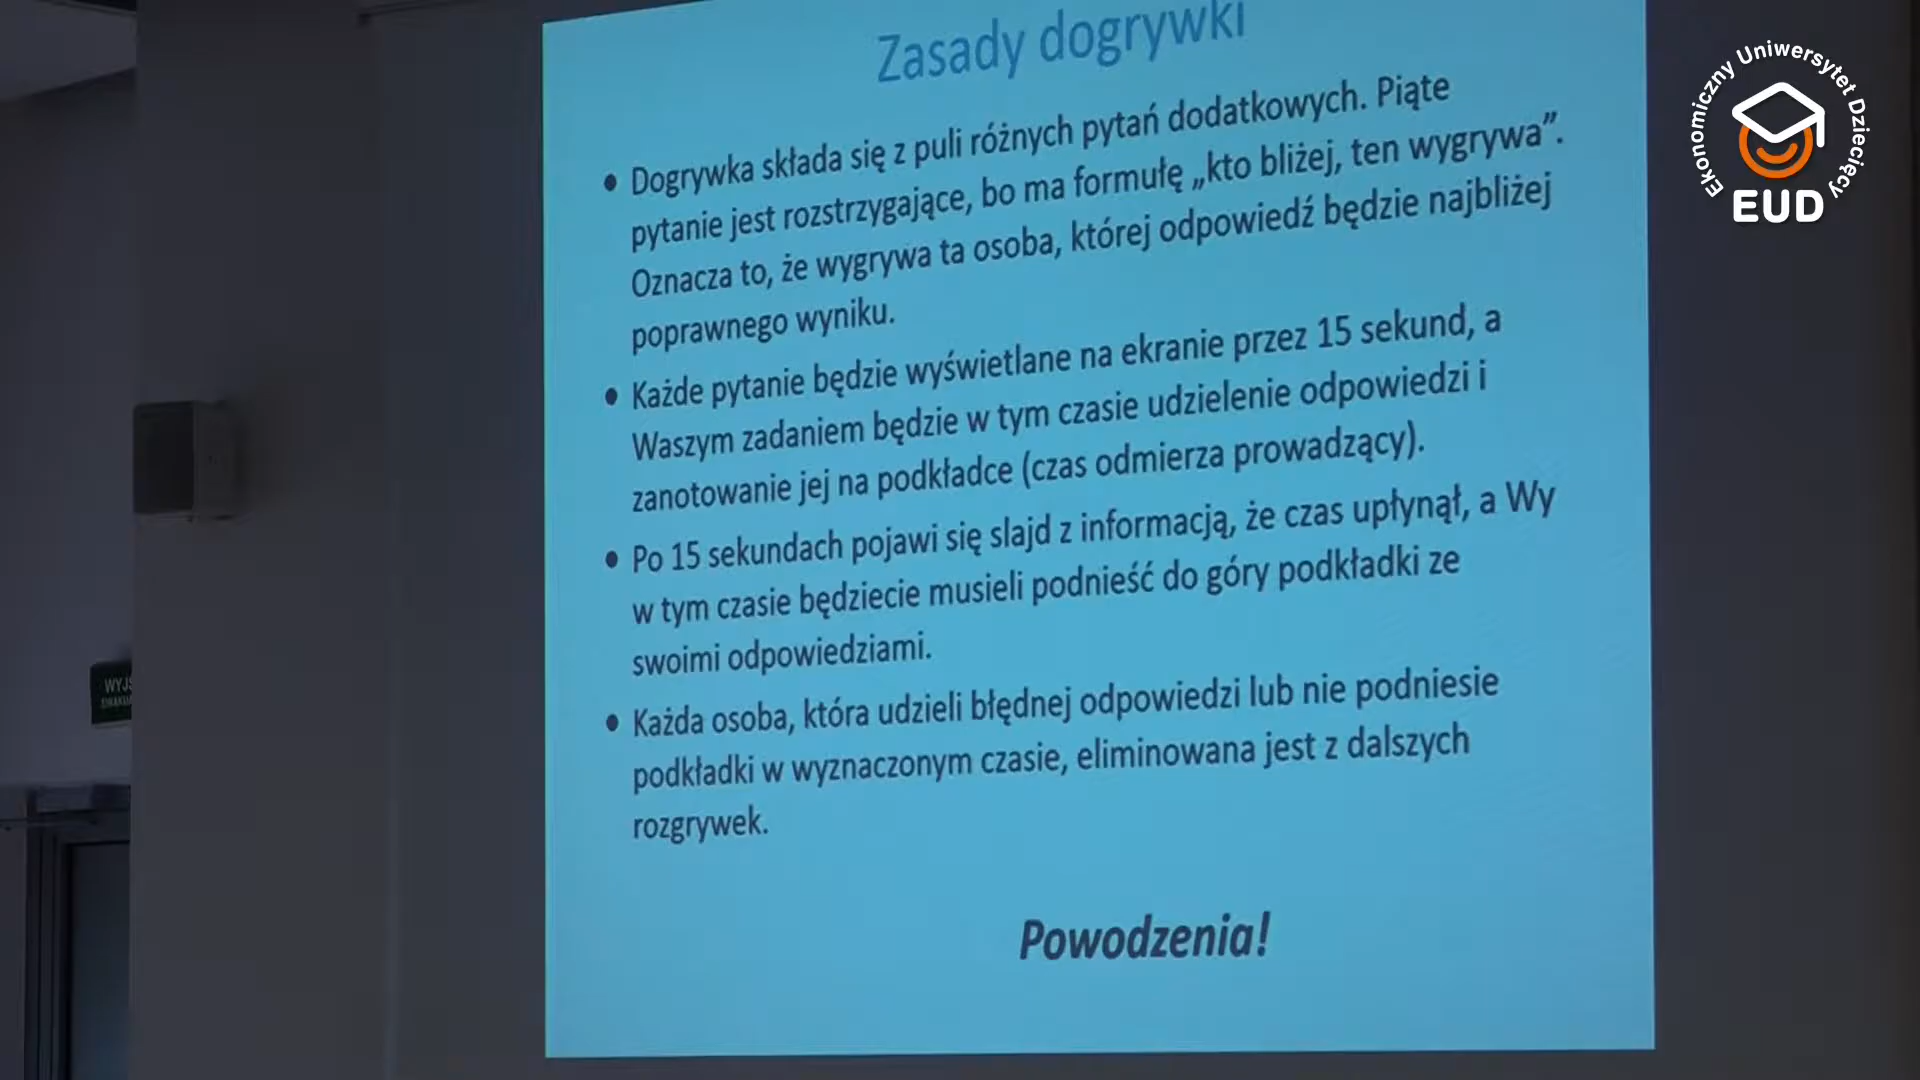 Zasady dogrywki
• Dogrywka składa się z puli różnych pytań dodatkowych. Piąte
pytanie jest rozstrzygające, bo ma formułę „kto bliżej, ten wygrywa”.
Oznacza to, że wygrywa ta osoba, której odpowiedź będzie najbliżej
poprawnego wyniku.
• Każde pytanie będzie wyświetlane na ekranie przez 15 sekund, a
Waszym zadaniem będzie w tym czasie udzielenie odpowiedzi i
zanotowanie jej na podkładce (czas odmierza prowadzący).
• Po 15 sekundach pojawi się slajd z informacją, że czas upłynął, a Wy
w tym czasie będziecie musieli podnieść do góry podkładki ze
swoimi odpowiedziami.
• Każda osoba, która udzieli błędnej odpowiedzi lub nie podniesie
podkładki w wyznaczonym czasie, eliminowana jest z dalszych
rozgrywek.
Powodzenia!
Ekonomiczny Uniwersytet Dziecięcy
EUD
WYJŚ